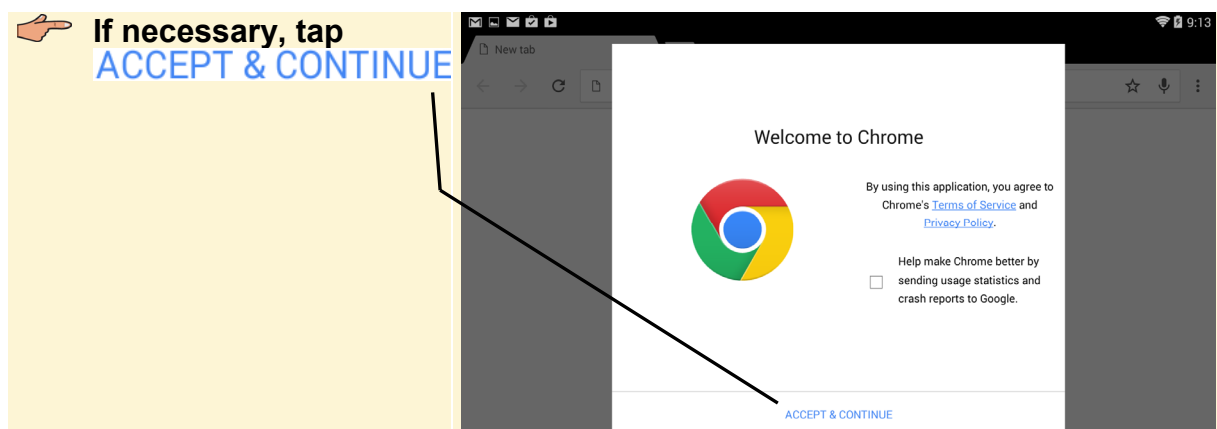 If necessary, tap
ACCEPT & CONTINUE
9:13
New tab
Welcome to Chrome
By using this application, you agree to
Chrome's Terms of Service and
Privacy Policy.
Help make Chrome better by
sending usage statistics and
crash reports to Google.
ACCEPT & CONTINUE